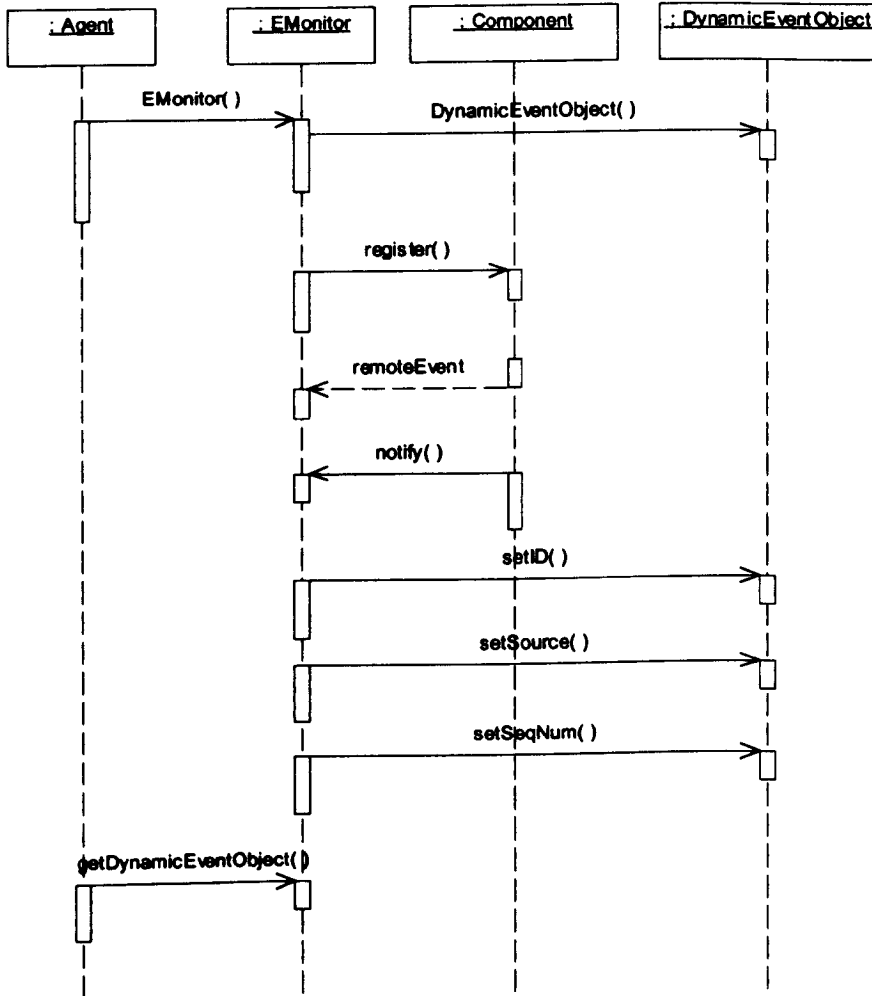 : Agent
: EMonitor
: Component
: DynamicEventObject
EMonitor( )
DynamicEventObject( )
register( )
remoteEvent
notify( )
setID( )
setSource( )
setSeqNum( )
getDynamicEventObject( )